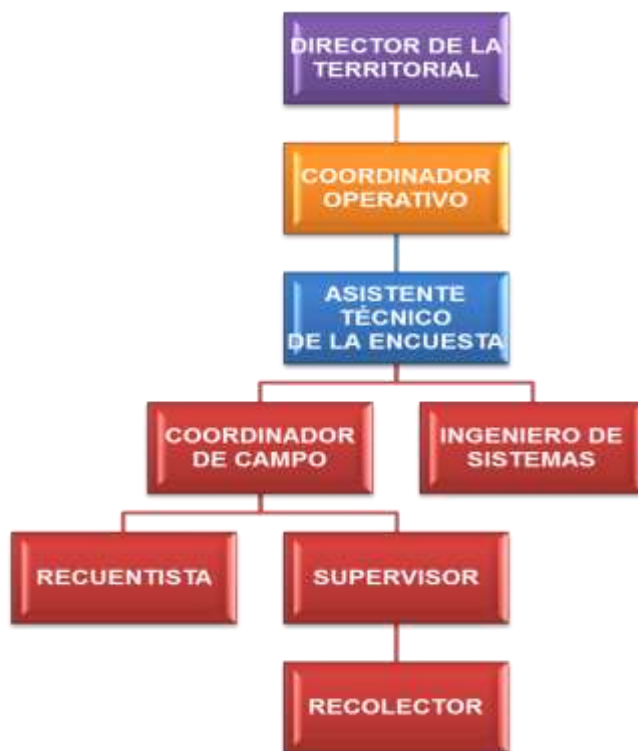 DIRECTOR DE LA
TERRITORIAL
COORDINADOR
OPERATIVO
ASISTENTE
TÉCNICO
DE LA ENCUESTA
COORDINADOR
DE CAMPO
INGENIERO DE
SISTEMAS
RECUENTISTA
SUPERVISOR
RECOLECTOR